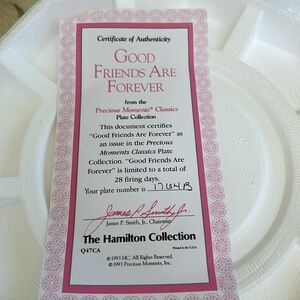 Certificate of Authenticity
GOOD
FRIENDS ARE
FOREVER
from the
Precious Moments® Classics
Plate Collection
This document certifies
"Good Friends Are Forever" as
an issue in the Precious
Moments Classics Plate
Collection. "Good Friends Are
Forever" is limited to a total of
28 firing days.
Your plate number is 1764B
James P. Smith, Jr.
James P. Smith, Jr., Chairman
The Hamilton Collection
Q47CA
Printed in the U.S.A.
©1993 HC. All Rights Reserved.
©1993 Precious Moments, Inc.